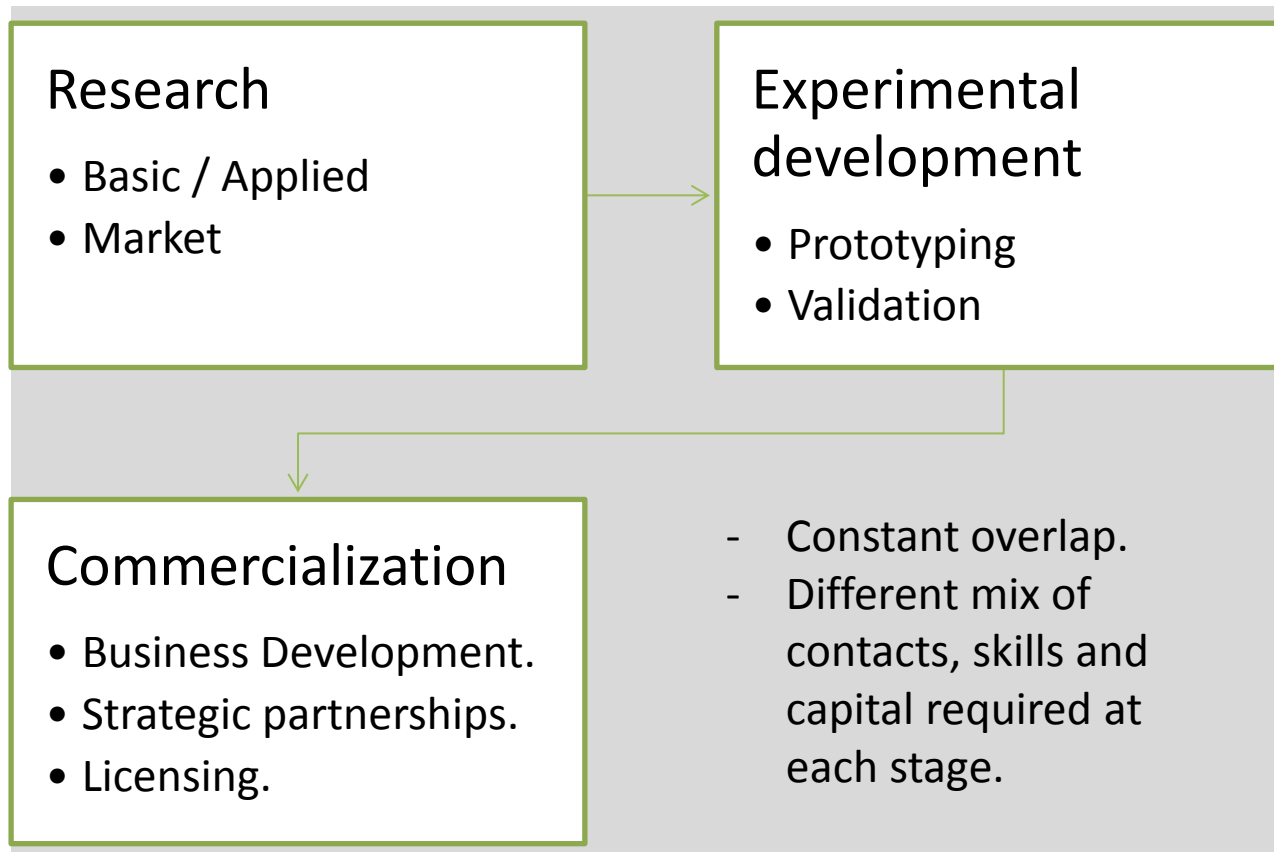 Research
• Basic / Applied
• Market
Experimental
development
• Prototyping
• Validation
Commercialization
• Business Development.
• Strategic partnerships.
• Licensing.
- Constant overlap.
- Different mix of
contacts, skills and
capital required at
each stage.